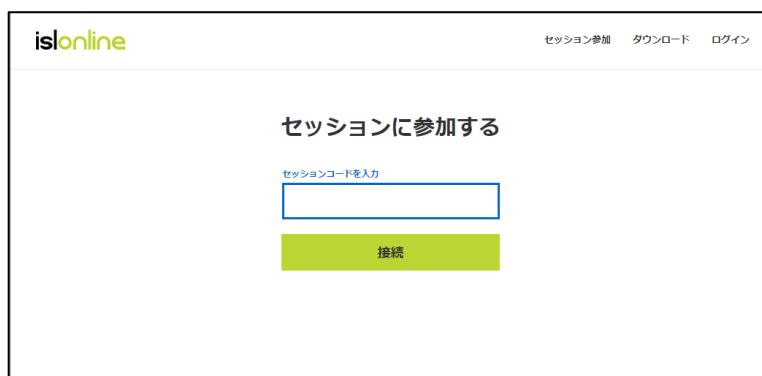 islonline
セッション参加 ダウンロード ログイン
セッションに参加する
セッションコードを入力
接続